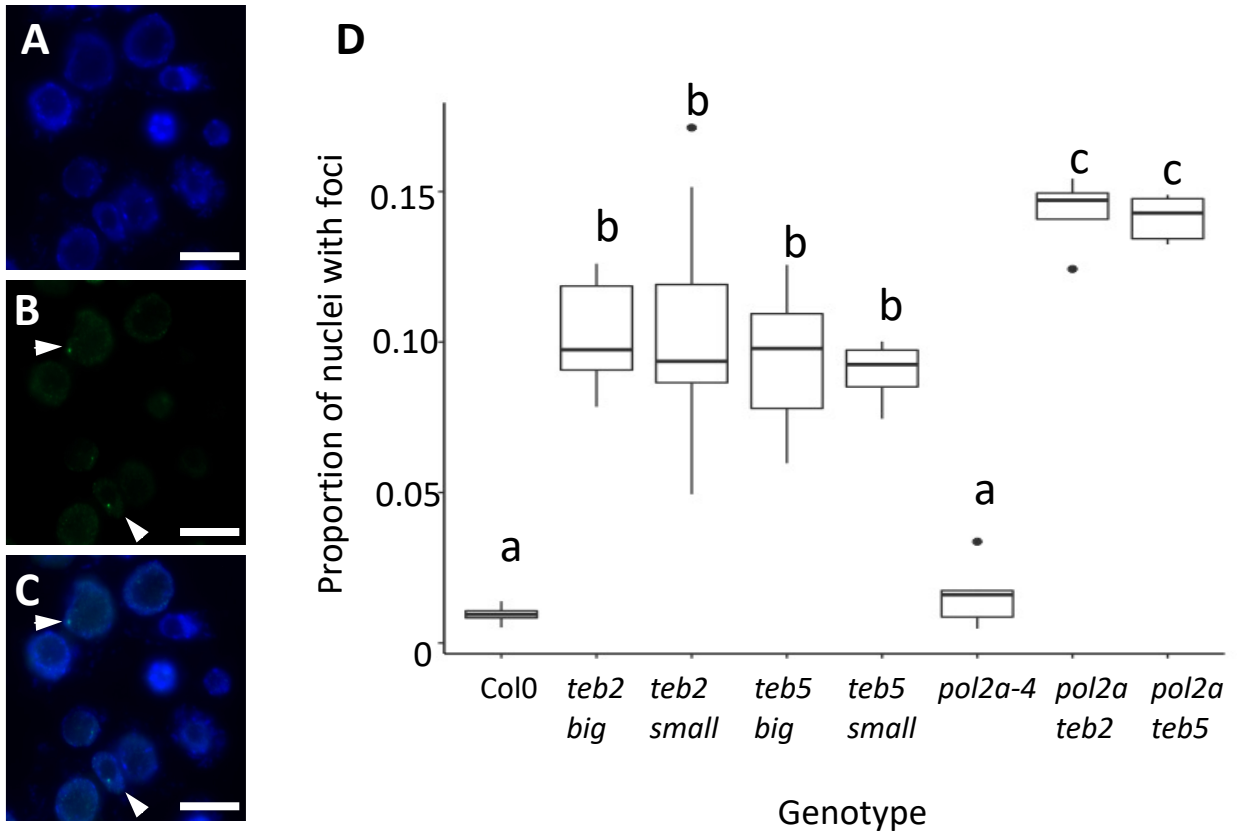 A
B
C
D
Proportion of nuclei with foci
0.15
0.10
0.05
0
b
b
b
b
c
c
a
a
Col0 teb2 teb2 teb5 teb5 pol2a-4 pol2a pol2a
big small big small teb2 teb5
Genotype